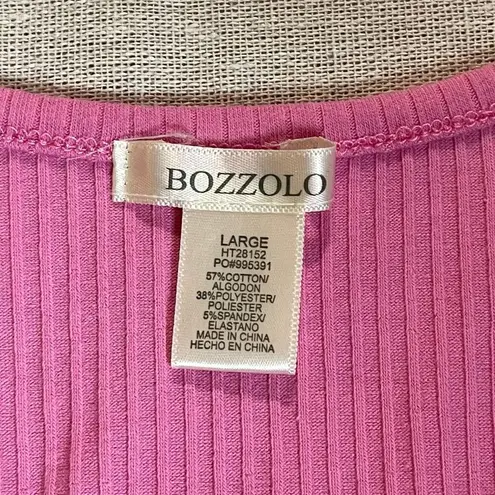 BOZZOLO
LARGE
HT28152
PO#995391
57%COTTON/
ALGODON
38%POLYESTER/
POLIESTER
5%SPANDEX/
ELASTANO
MADE IN CHINA
HECHO EN CHINA